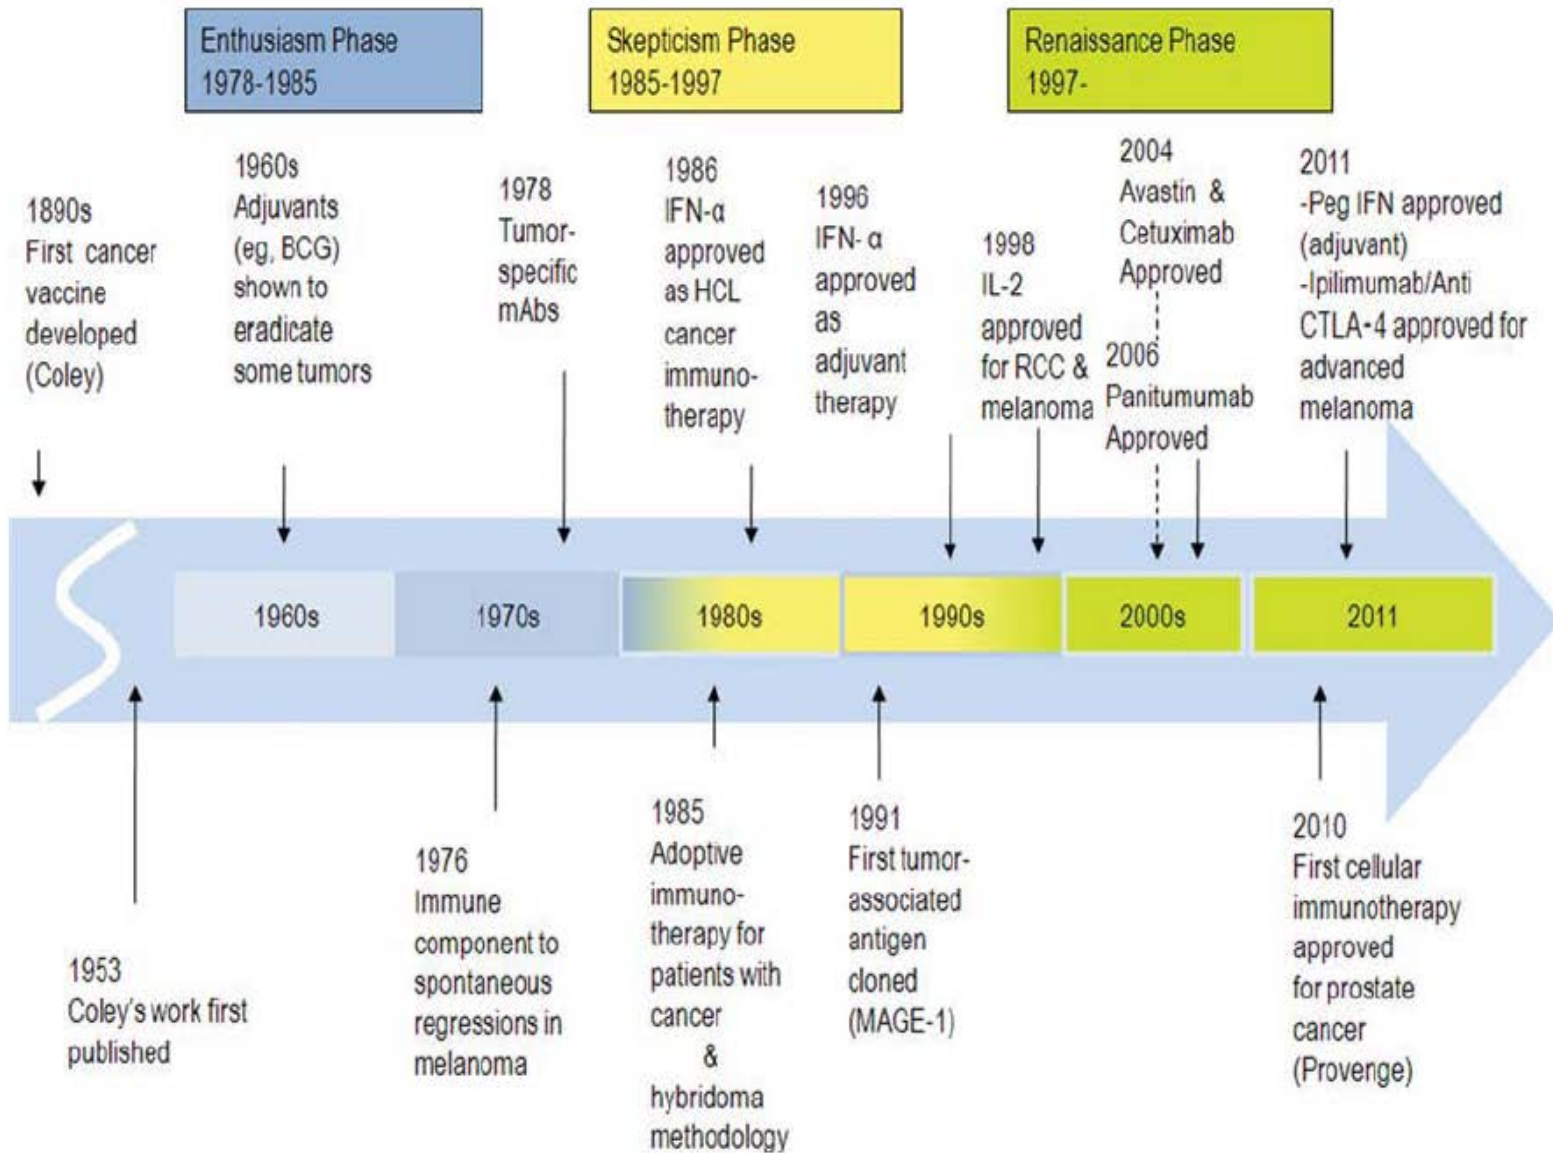 Enthusiasm Phase
1978-1985
Skepticism Phase
1985-1997
Renaissance Phase
1997-
1890s
First cancer
vaccine
developed
(Coley)
1960s
Adjuvants
(eg, BCG)
shown to
eradicate
some tumors
1978
Tumor-
specific
mAbs
1986
IFN-α
approved
as HCL
cancer
immuno-
therapy
1996
IFN- α
approved
as
adjuvant
therapy
1998
IL-2
approved
for RCC &
melanoma
2004
Avastin &
Cetuximab
Approved
2006
Panitumumab
Approved
2011
-Peg IFN approved
(adjuvant)
-Ipilimumab/Anti
CTLA-4 approved for
advanced
melanoma
1960s
1970s
1980s
1990s
2000s
2011
1953
Coley's work first
published
1976
Immune
component to
spontaneous
regressions in
melanoma
1985
Adoptive
immuno-
therapy for
patients with
cancer
&
hybridoma
methodology
1991
First tumor-
associated
antigen
cloned
(MAGE-1)
2010
First cellular
immunotherapy
approved
for prostate
cancer
(Provenge)